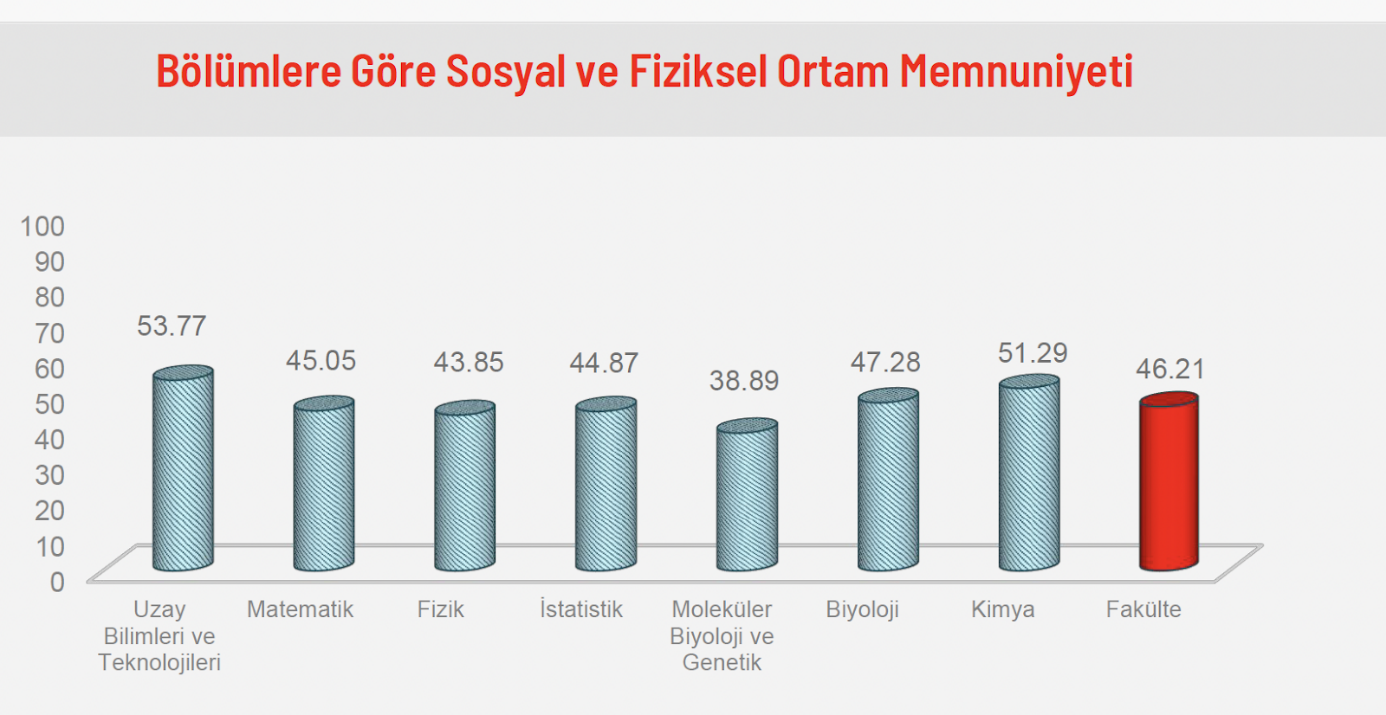 Bölümlere Göre Sosyal ve Fiziksel Ortam Memnuniyeti
100
90
80
70
60
50
40
30
20
10
0
53.77
45.05
43.85
44.87
38.89
47.28
51.29
46.21
Uzay
Bilimleri ve
Teknolojileri
Matematik
Fizik
İstatistik
Moleküler
Biyoloji ve
Genetik
Biyoloji
Kimya
Fakülte